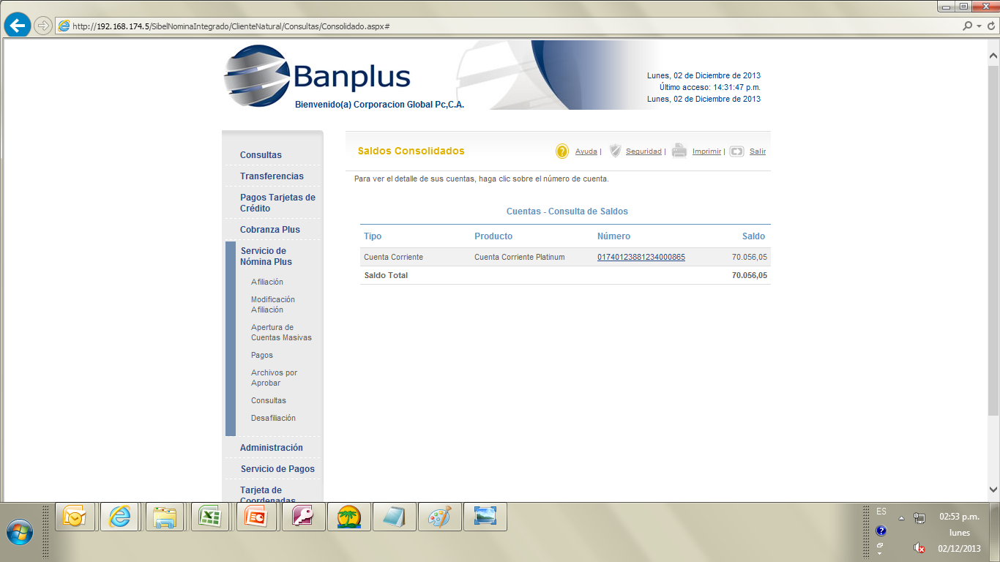 http://192.168.174.5/SibelNominaIntegrado/ClienteNatural/Consultas/Consolidado.aspx#
Banplus
Bienvenido(a) Corporacion Global Pc,C.A.
Lunes, 02 de Diciembre de 2013
Último acceso: 14:31:47 p.m.
Lunes, 02 de Diciembre de 2013
Consultas
Transferencias
Pagos Tarjetas de
Crédito
Cobranza Plus
Servicio de
Nómina Plus
Afiliación
Modificación
Afiliación
Apertura de
Cuentas Masivas
Pagos
Archivos por
Aprobar
Consultas
Desafiliación
Administración
Servicio de Pagos
Tarjeta de
Coordenadas
Saldos Consolidados
Ayuda | Seguridad | Imprimir | Salir
Para ver el detalle de sus cuentas, haga clic sobre el número de cuenta.
Cuentas - Consulta de Saldos
Tipo Producto Número Saldo
Cuenta Corriente Cuenta Corriente Platinum 01740123881234000865 70.056,05
Saldo Total 70.056,05
ES
02:53 p.m.
lunes
02/12/2013